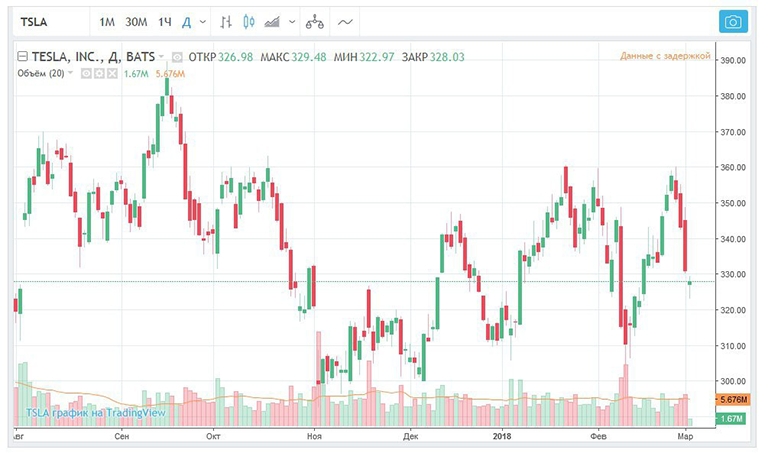 TSLA 1М 30М 1Ч Д
TESLA, INC., Д, BATS ОТКР 326.98 МАКС 329.48 МИН 322.97 ЗАКР 328.03
Данные с задержкой
Объём (20) 1.67M 5.676M
390.00
380.00
370.00
360.00
350.00
340.00
330.00
320.00
310.00
300.00
5.676M
1.67M
TSLA график на TradingView
авг Сен Окт Ноя Дек 2018 Фев Мар